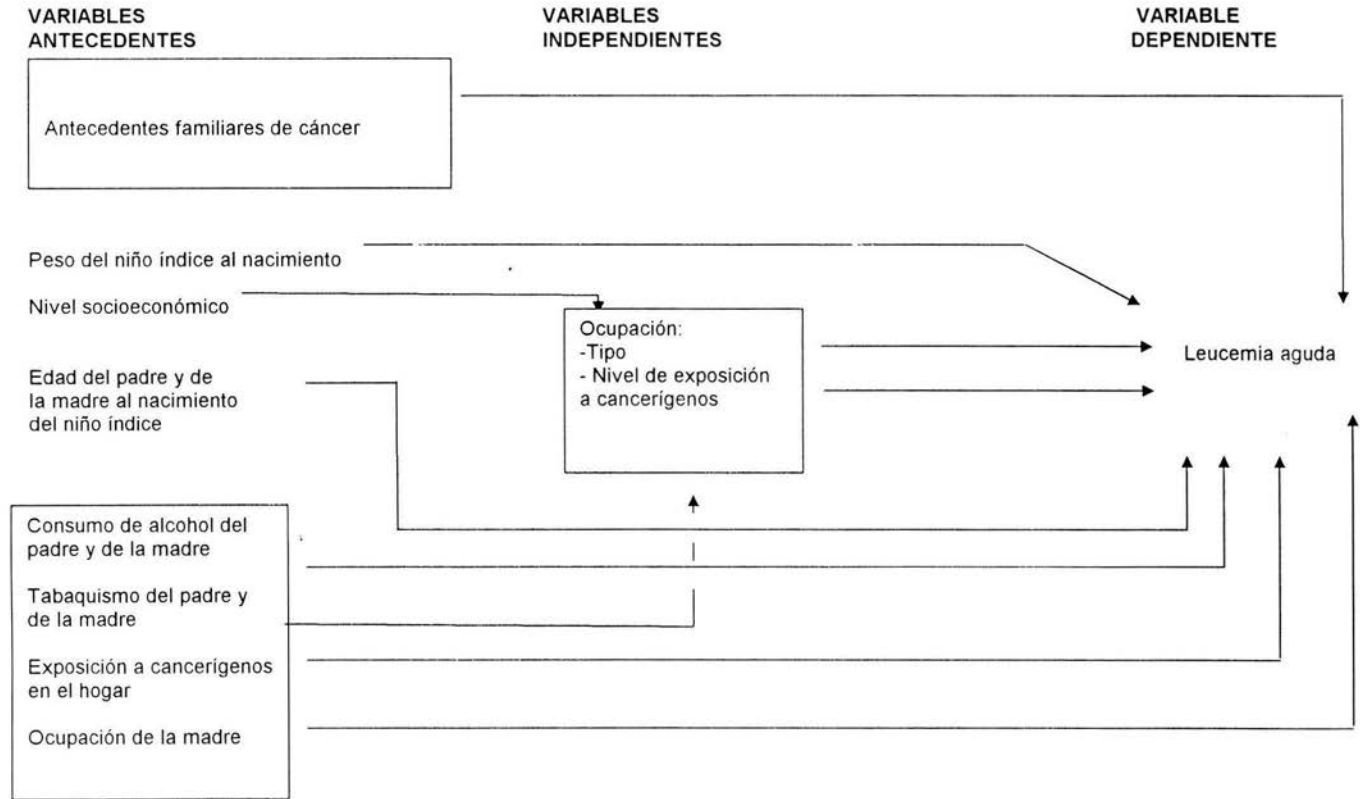 VARIABLES
ANTECEDENTES
VARIABLES
INDEPENDIENTES
VARIABLE
DEPENDIENTE
Antecedentes familiares de cáncer
Peso del niño índice al nacimiento
Nivel socioeconómico
Edad del padre y de
la madre al nacimiento
del niño índice
Ocupación:
-Tipo
- Nivel de exposición
a cancerígenos
Leucemia aguda
Consumo de alcohol del
padre y de la madre
Tabaquismo del padre y
de la madre
Exposición a cancerígenos
en el hogar
Ocupación de la madre